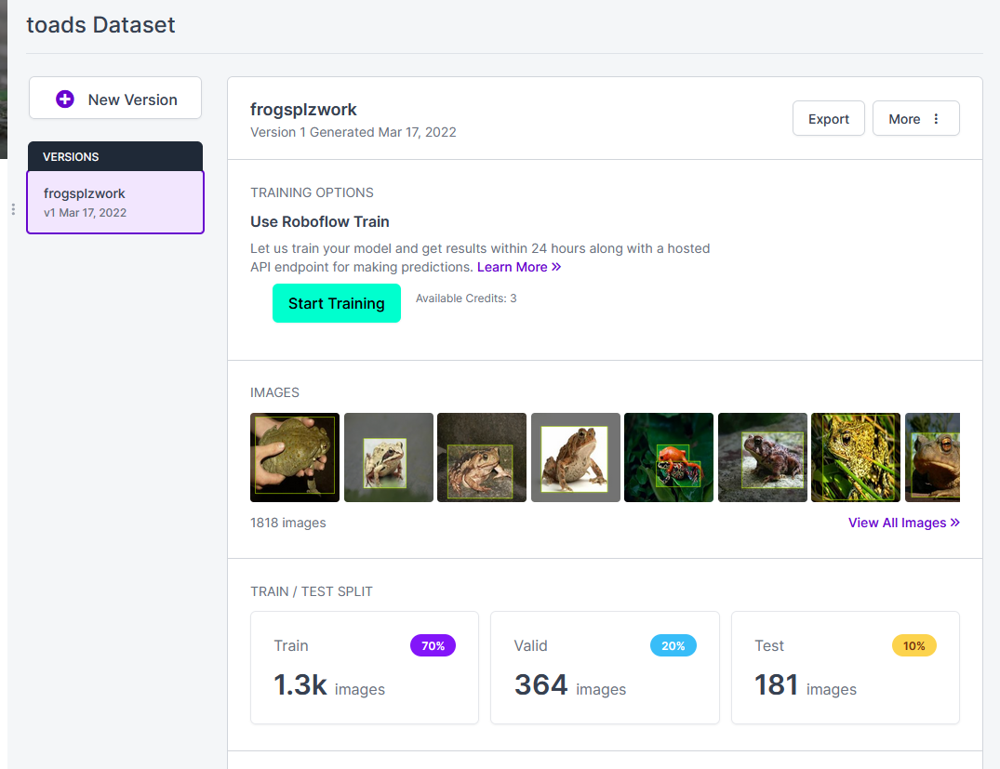 toads Dataset
New Version
VERSIONS
frogsplzwork
v1 Mar 17, 2022
frogsplzwork
Version 1 Generated Mar 17, 2022
Export
More
TRAINING OPTIONS
Use Roboflow Train
Let us train your model and get results within 24 hours along with a hosted
API endpoint for making predictions. Learn More »
Start Training
Available Credits: 3
IMAGES
1818 images
View All Images »
TRAIN / TEST SPLIT
Train
70%
1.3k images
Valid
20%
364 images
Test
10%
181 images